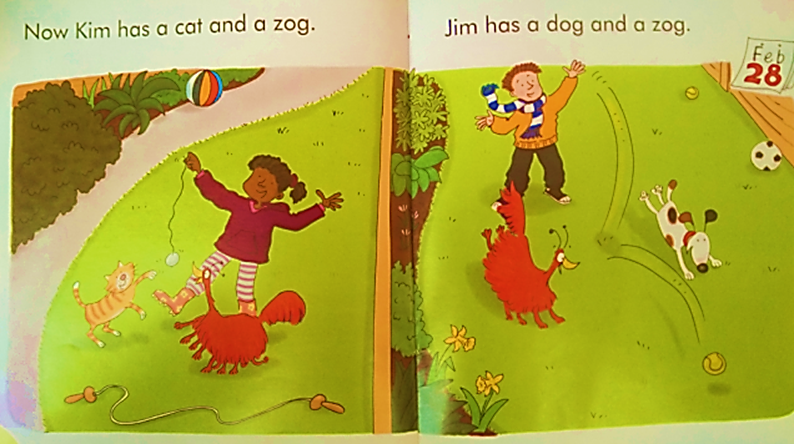 Now Kim has a cat and a zog.
Jim has a dog and a zog.
Feb
28